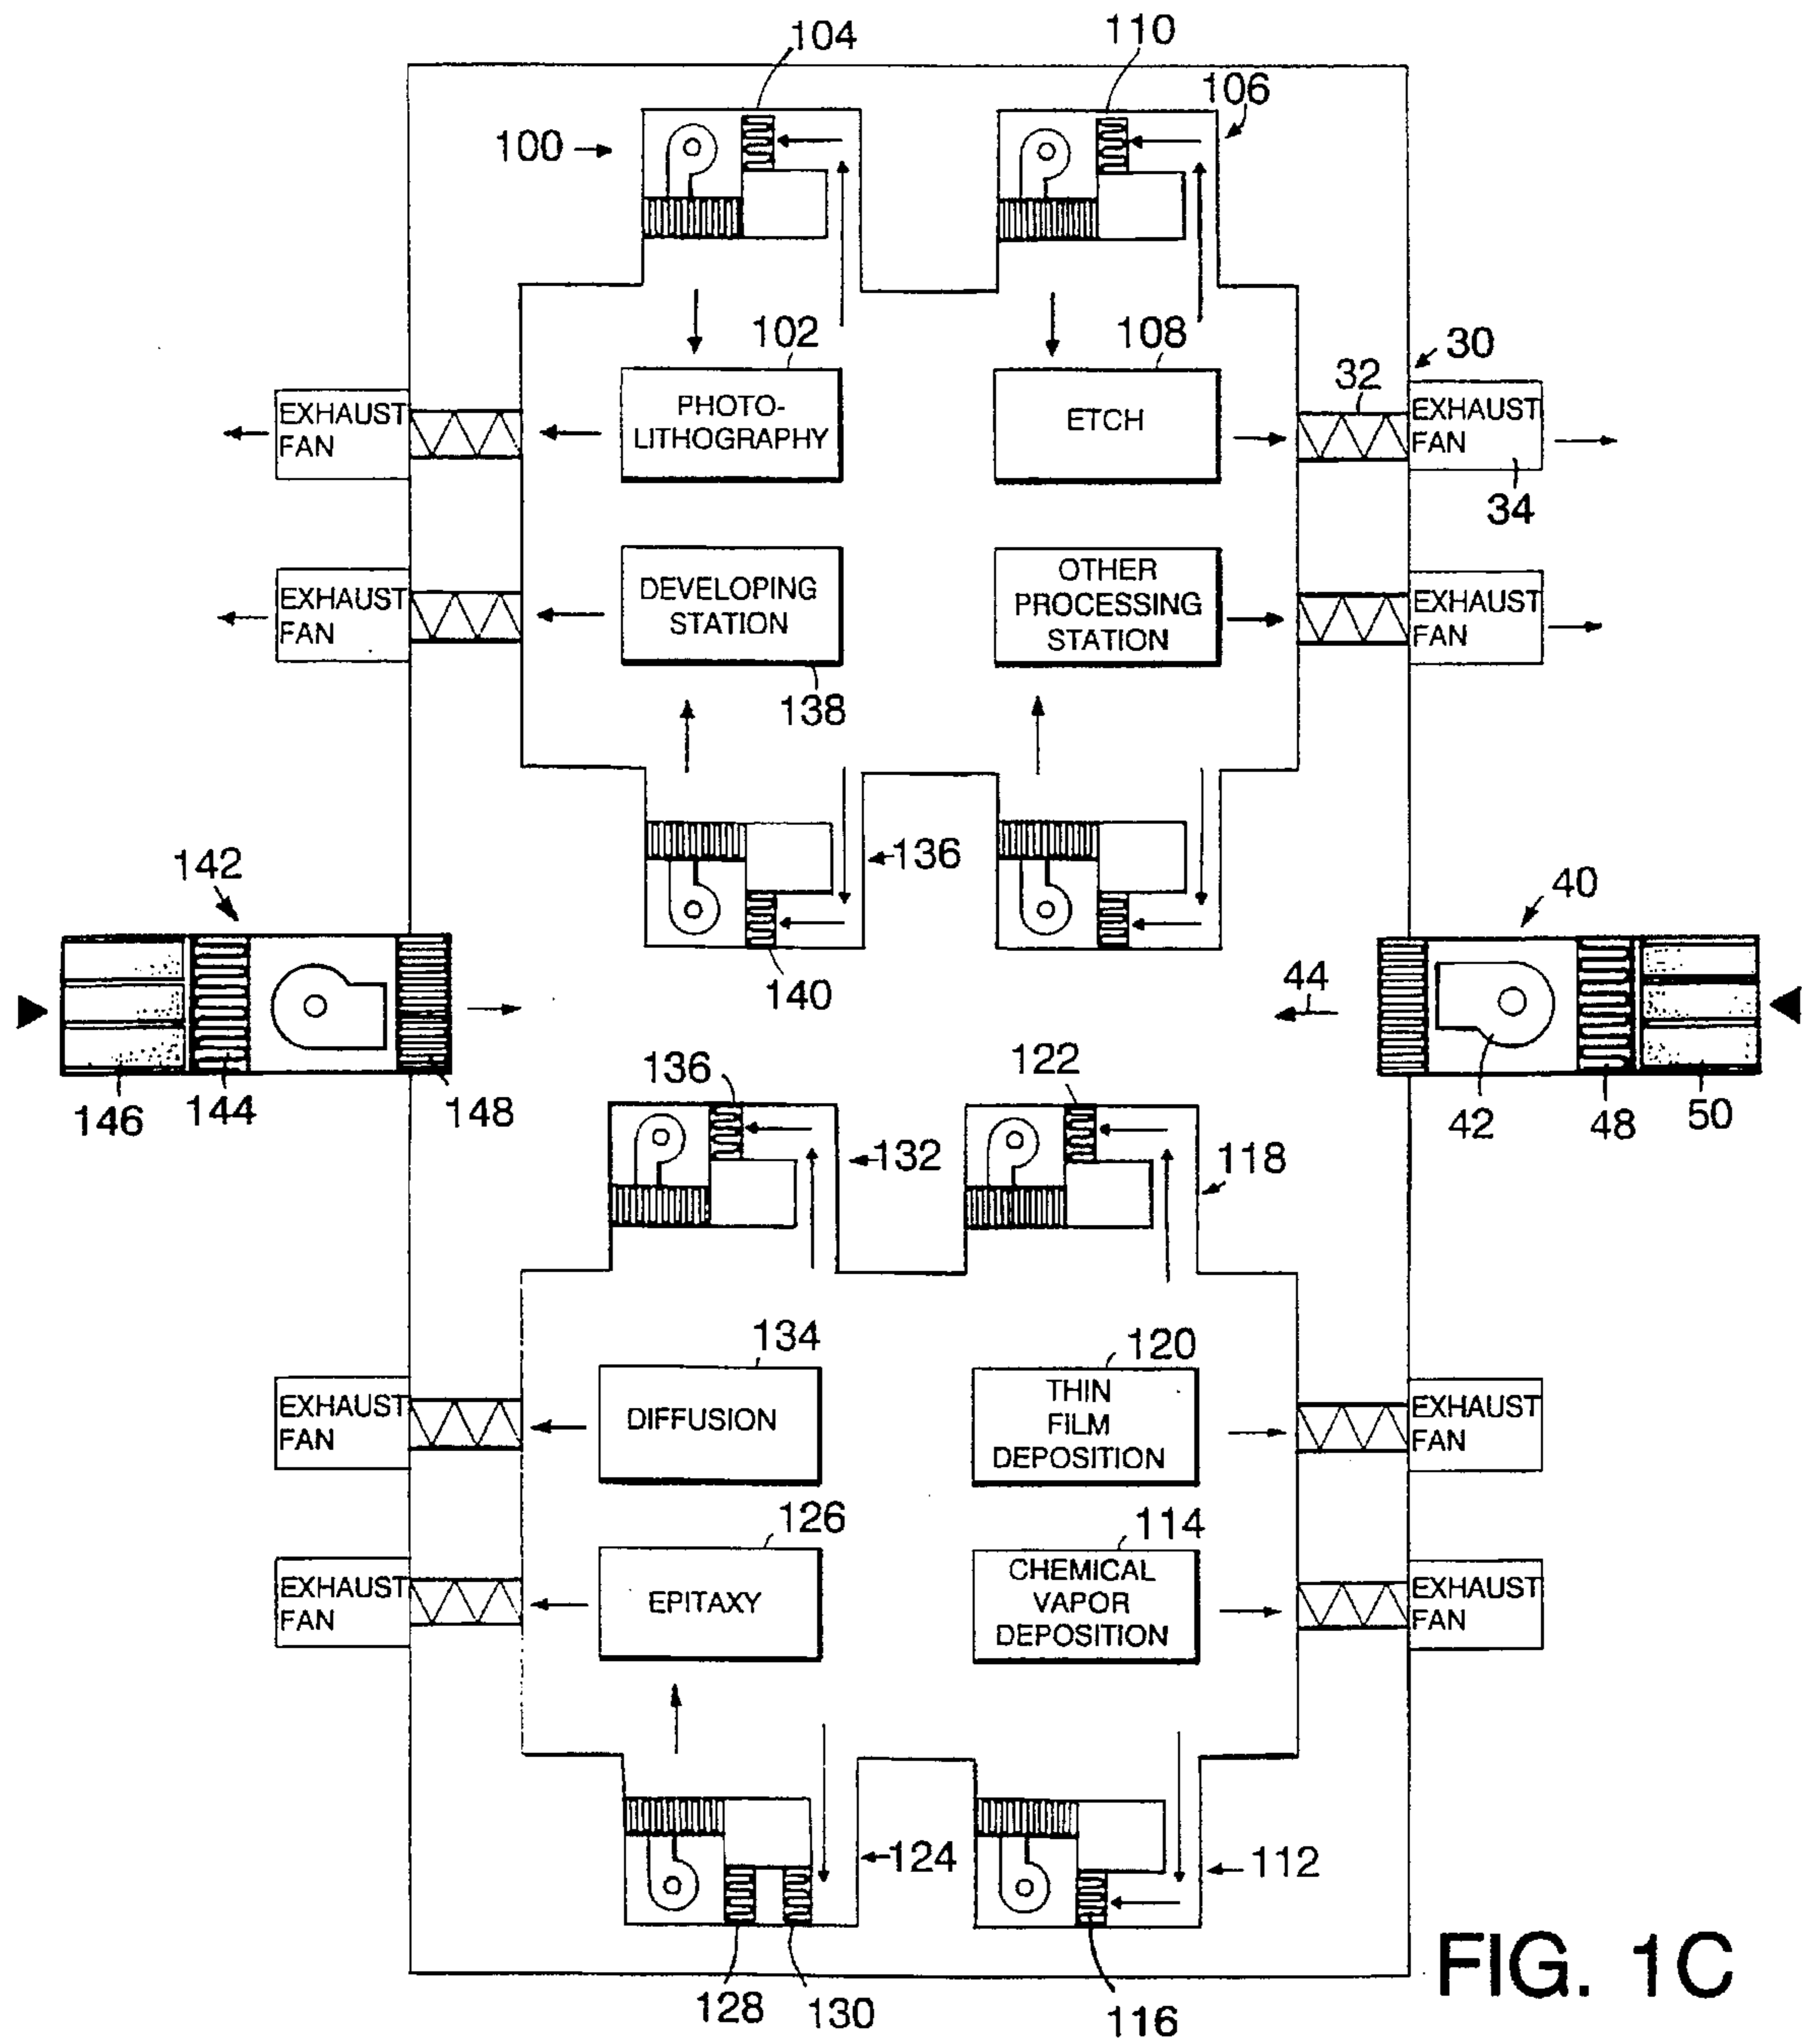 104
110
106
100
102
108
30
32
EXHAUST
FAN
PHOTO-
LITHOGRAPHY
ETCH
EXHAUST
FAN
34
EXHAUST
FAN
DEVELOPING
STATION
OTHER
PROCESSING
STATION
EXHAUST
FAN
138
142
136
40
140
44
146
144
148
136
122
42
48
50
132
118
134
120
EXHAUST
FAN
DIFFUSION
THIN
FILM
DEPOSITION
EXHAUST
FAN
126
114
EXHAUST
FAN
EPITAXY
CHEMICAL
VAPOR
DEPOSITION
EXHAUST
FAN
124
112
128
130
116
FIG. 1C